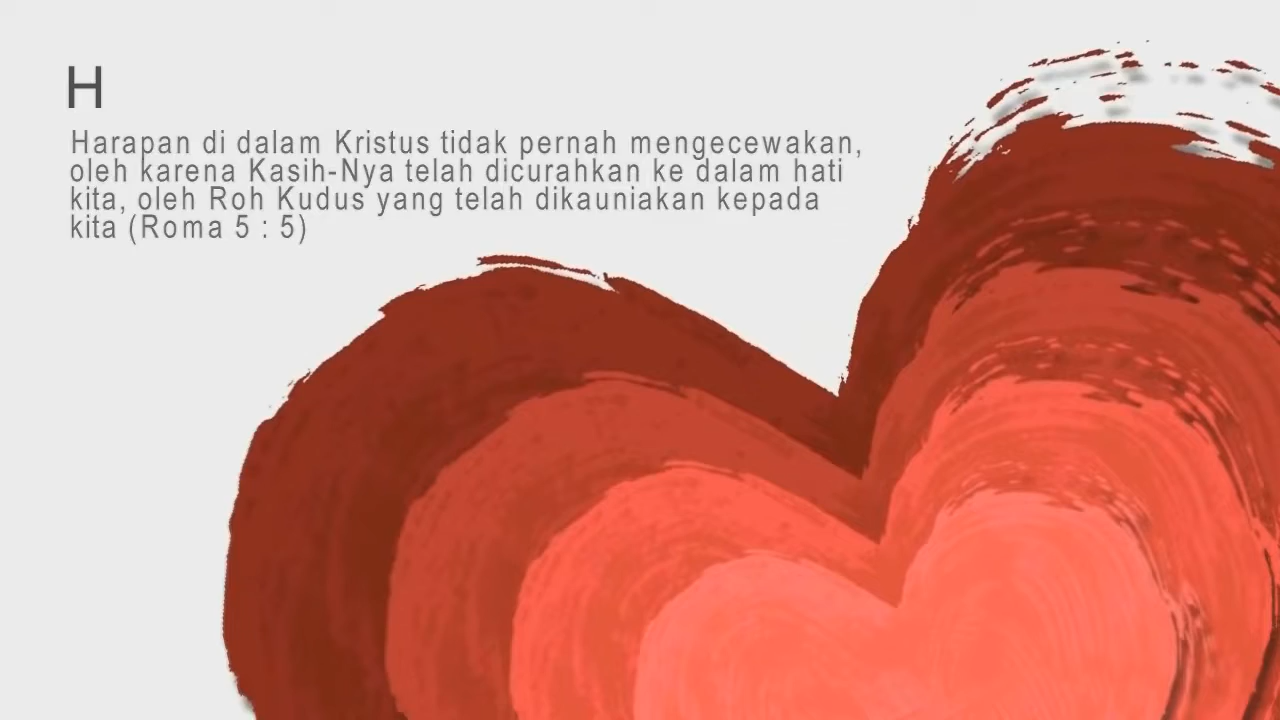 H
Harapan di dalam Kristus tidak pernah mengecewakan,
oleh karena Kasih-Nya telah dicurahkan ke dalam hati
kita, oleh Roh Kudus yang telah dikauniakan kepada
kita (Roma 5 : 5)